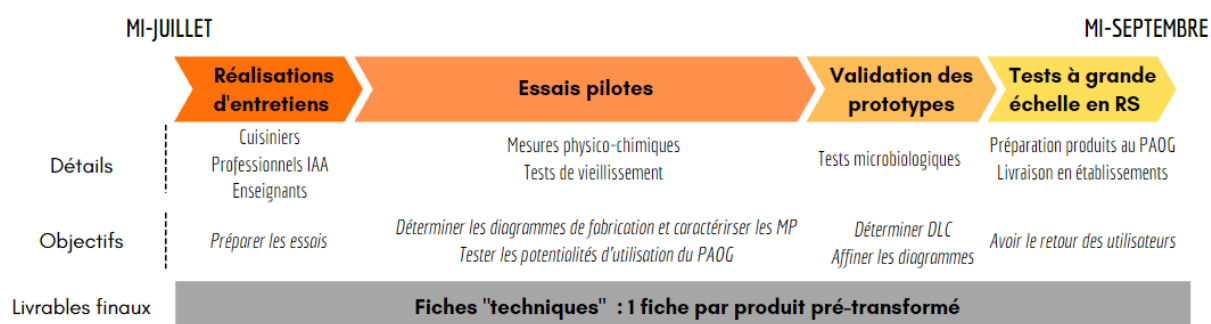 MI-JUILLET
MI-SEPTEMBRE
Réalisations
d'entretiens
Essais pilotes
Validation des
prototypes
Tests à grande
échelle en RS
Détails
Cuisiniers
Professionnels IAA
Enseignants
Mesures physico-chimiques
Tests de vieillissement
Tests microbiologiques
Préparation produits au PAOG
Livraison en établissements
Objectifs
Préparer les essais
Déterminer les diagrammes de fabrication et caractérirser les MP
Tester les potentialités d'utilisation du PAOG
Déterminer DLC
Affiner les diagrammes
Avoir le retour des utilisateurs
Livrables finaux
Fiches "techniques" : 1 fiche par produit pré-transformé